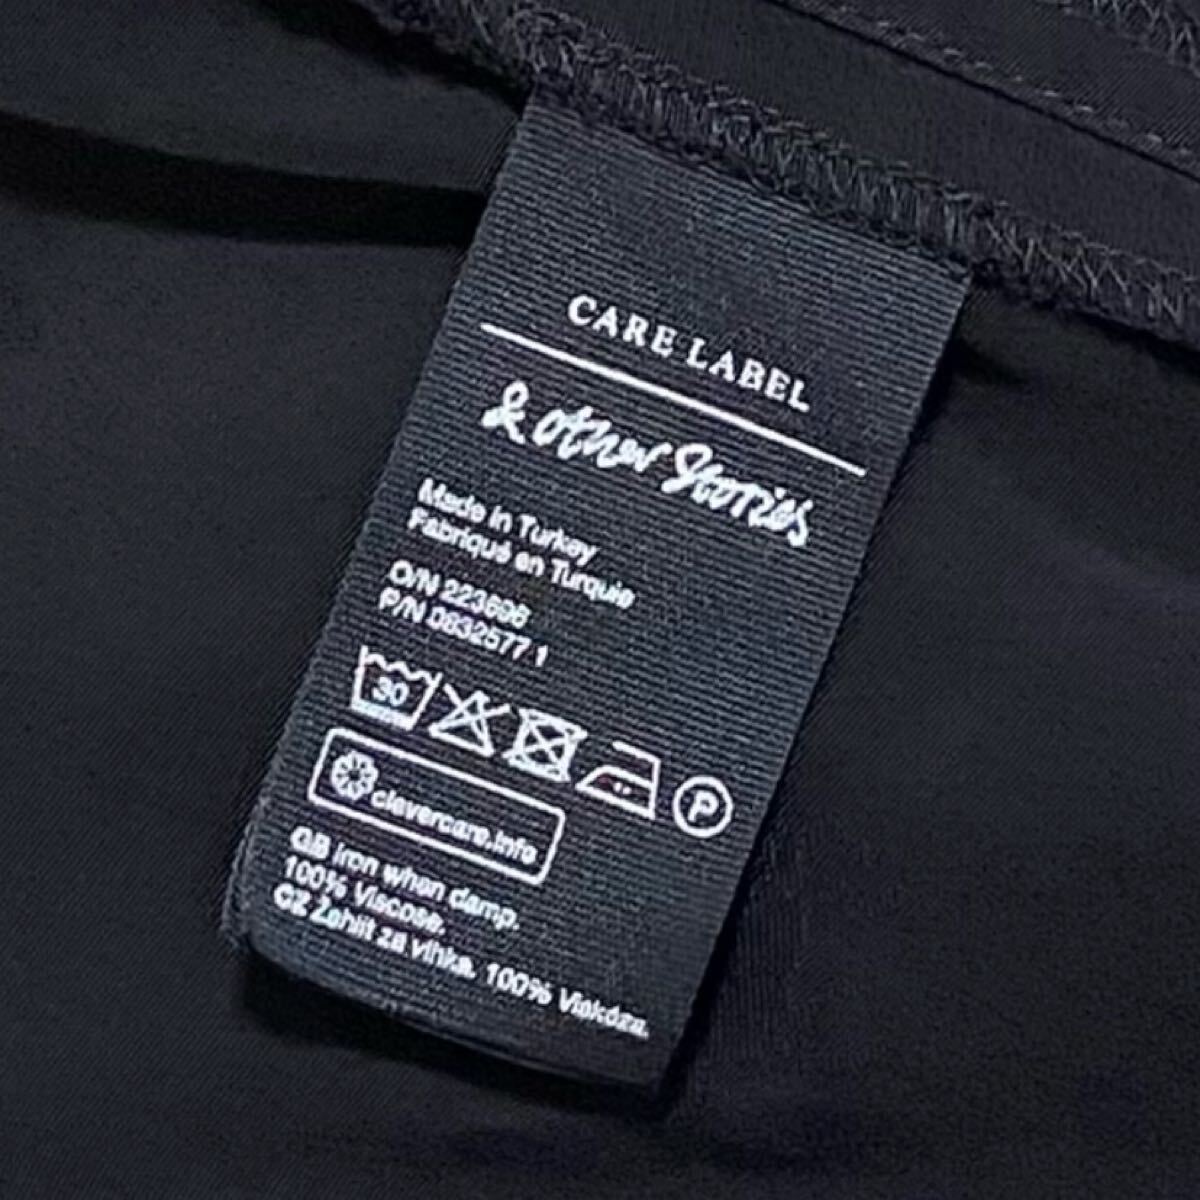 CARE LABEL
& Other Stories
Made in Turkey
Fabriqué en Turquie
O/N 223696
P/N 0832577 1
30
P
clevercare.info
GB Iron when damp.
100% Viscose.
CZ Žehlit za vlhka. 100% Viskóza.